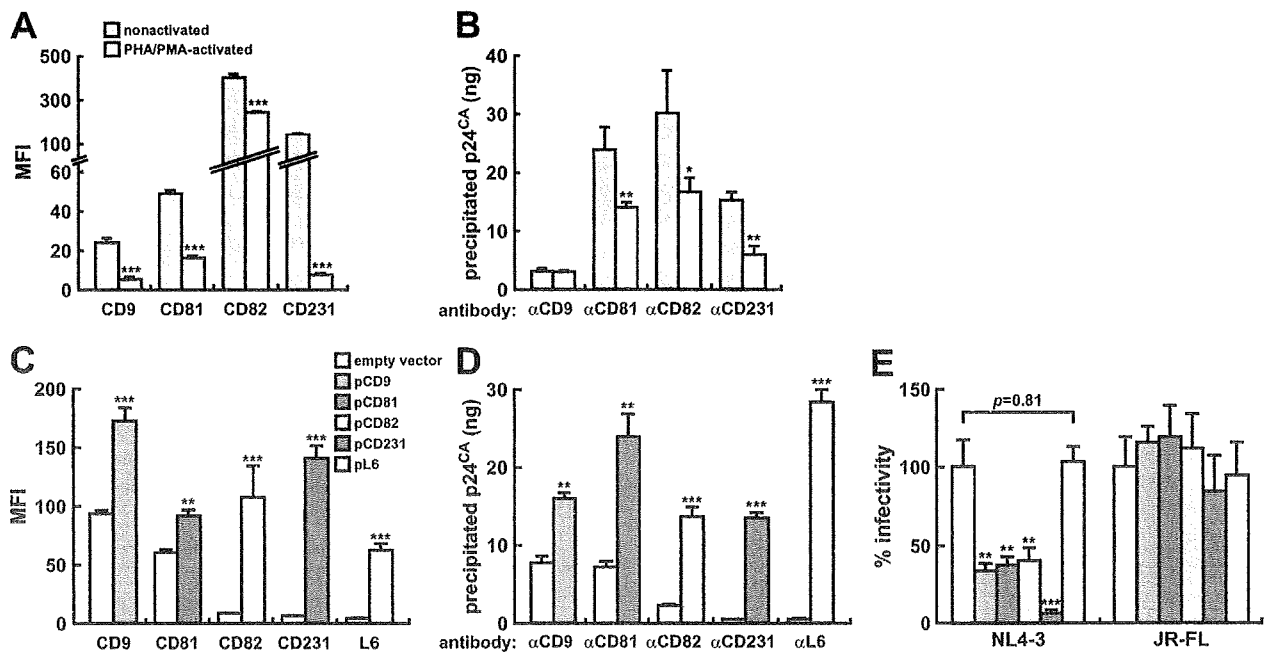 A
nonactivated
PHA/PMA-activated
MFI
500
300
100
60
40
20
0
***
***
***
***
CD9 CD81 CD82 CD231
B
precipitated p24CA (ng)
40
30
20
10
0
**
*
**
antibody: αCD9 αCD81 αCD82 αCD231
C
empty vector
pCD9
pCD81
pCD82
pCD231
pL6
MFI
200
150
100
50
0
***
**
***
***
***
CD9 CD81 CD82 CD231 L6
D
precipitated p24CA (ng)
30
20
10
0
**
**
***
***
***
antibody: αCD9 αCD81 αCD82 αCD231 αL6
E
% infectivity
150
100
50
0
p=0.81
**
**
**
***
NL4-3 JR-FL